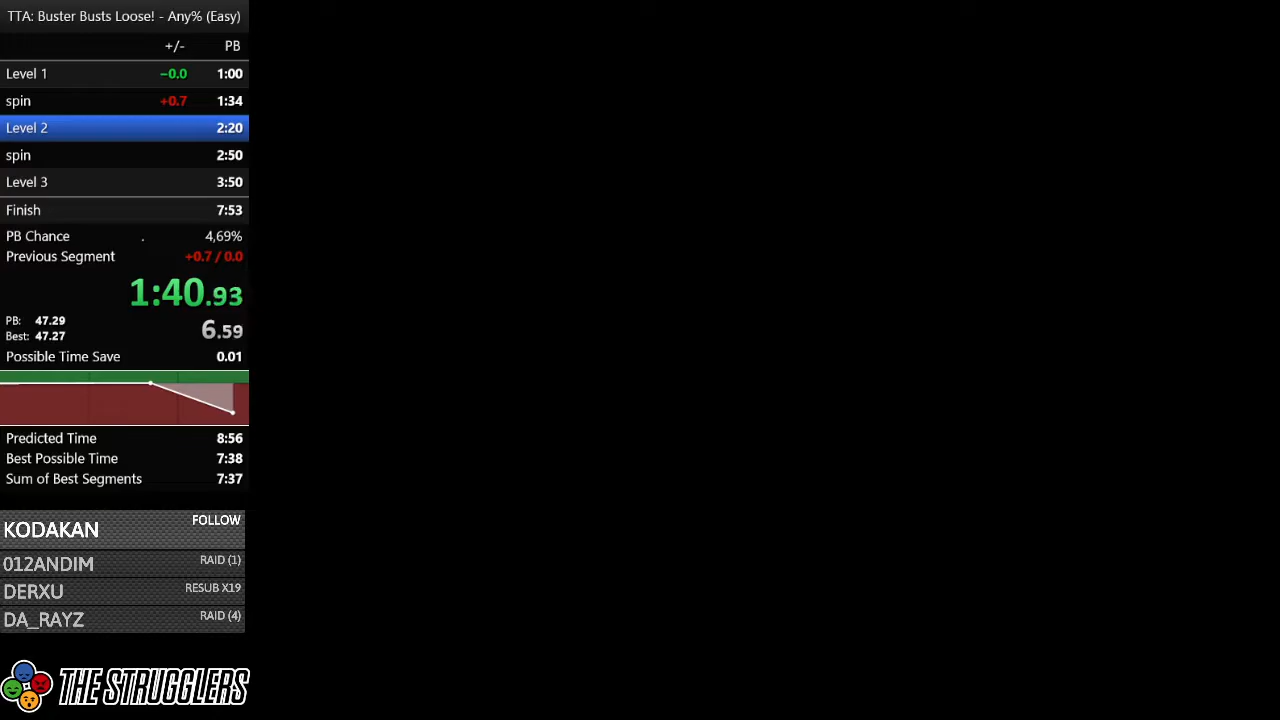 TTA: Buster Busts Loose! - Any% (Easy)
+/- PB
Level 1 −0.0 1:00
spin +0.7 1:34
Level 2 2:20
spin 2:50
Level 3 3:50
Finish 7:53
PB Chance . 4,69%
Previous Segment +0.7 / 0.0
1:40.93
PB: 47.29
Best: 47.27
6.59
Possible Time Save 0.01
Predicted Time 8:56
Best Possible Time 7:38
Sum of Best Segments 7:37
KODAKAN FOLLOW
012ANDIM RAID (1)
DERXU RESUB X19
DA_RAYZ RAID (4)
THE STRUGGLERS